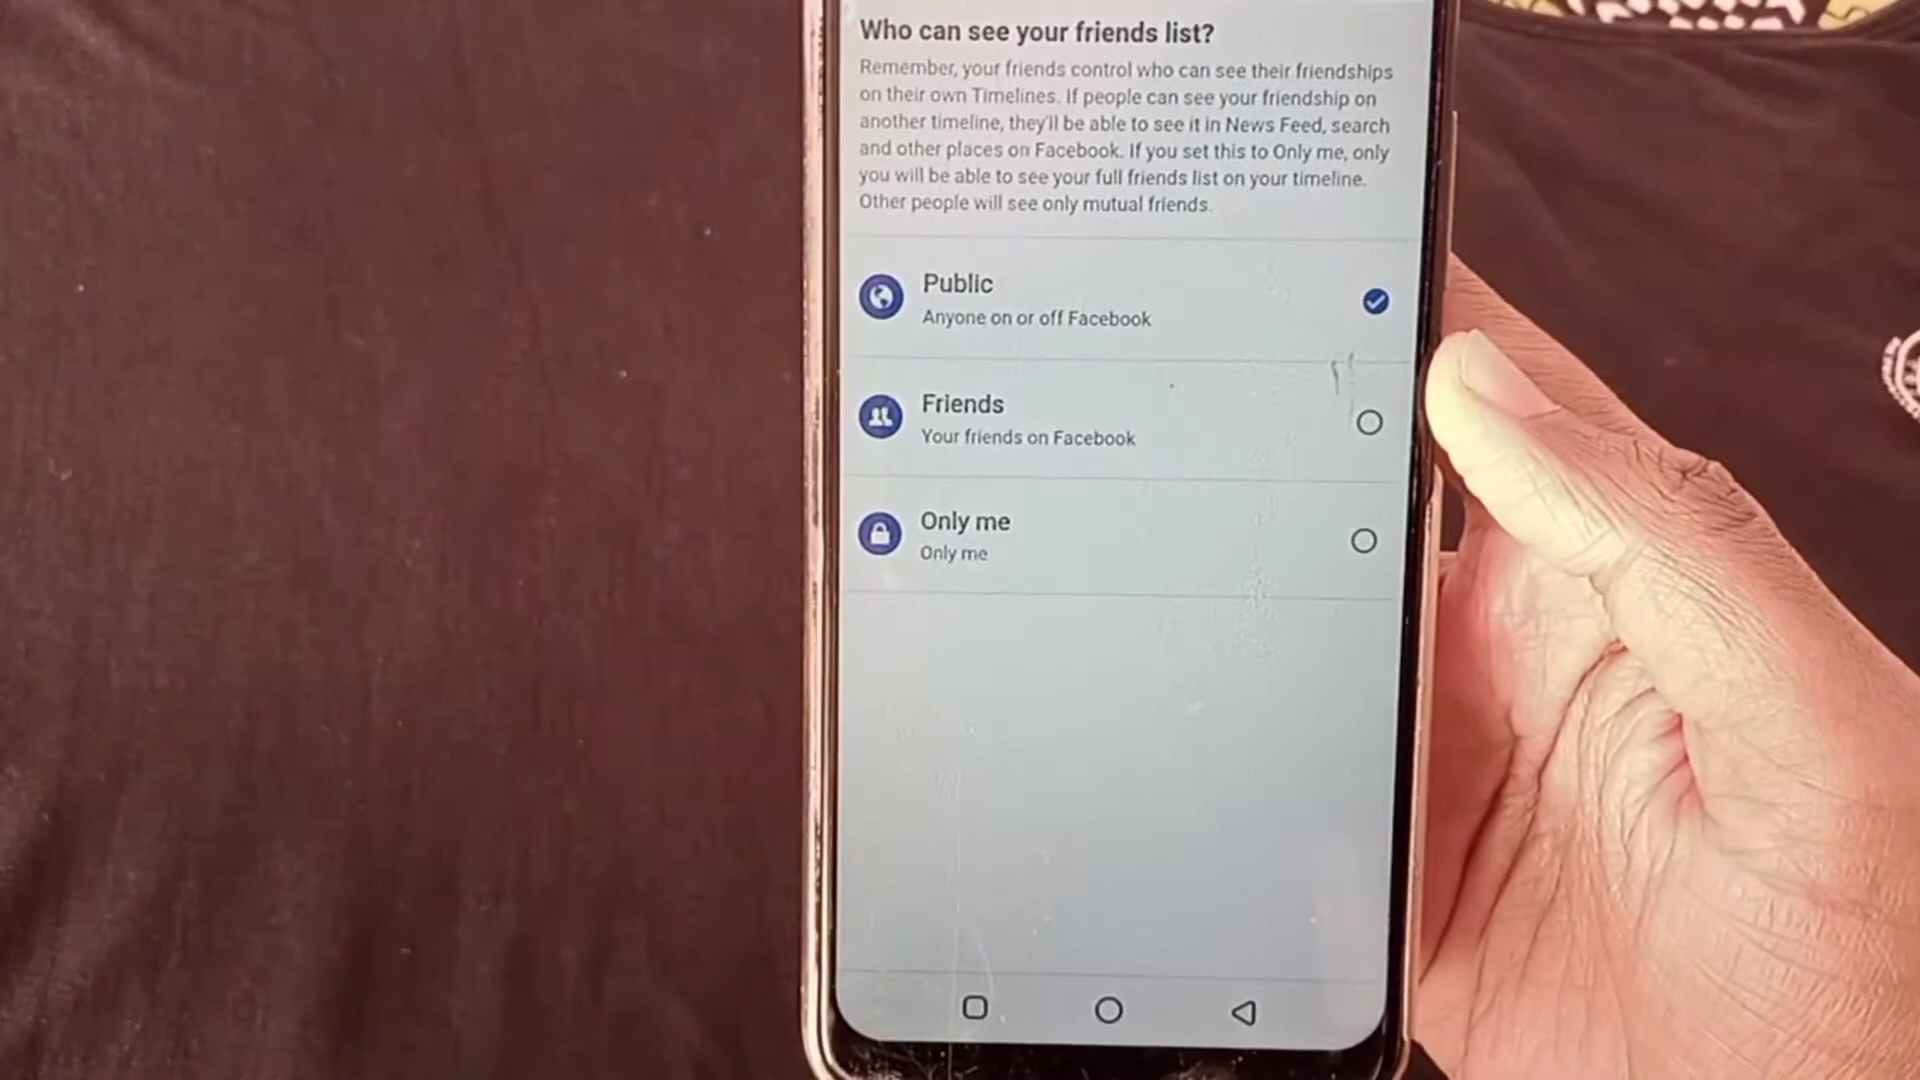 Who can see your friends list?
Remember, your friends control who can see their friendships
on their own Timelines. If people can see your friendship on
another timeline, they'll be able to see it in News Feed, search
and other places on Facebook. If you set this to Only me, only
you will be able to see your full friends list on your timeline.
Other people will see only mutual friends.
Public
Anyone on or off Facebook
Friends
Your friends on Facebook
Only me
Only me